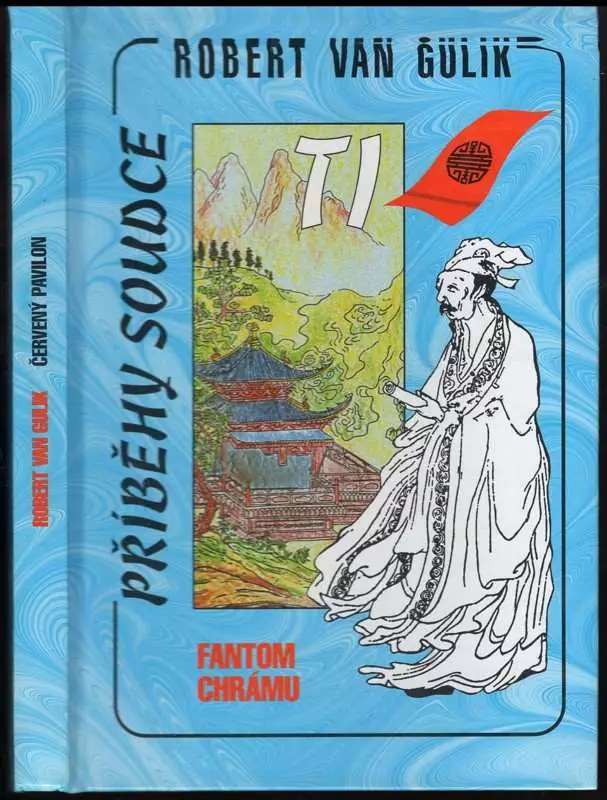 ROBERT VAN GULIK
PŘÍBĚHY SOUDCE
TI
FANTOM
CHRÁMU
ROBERT VAN GULIK ČERVENÝ PAVILON